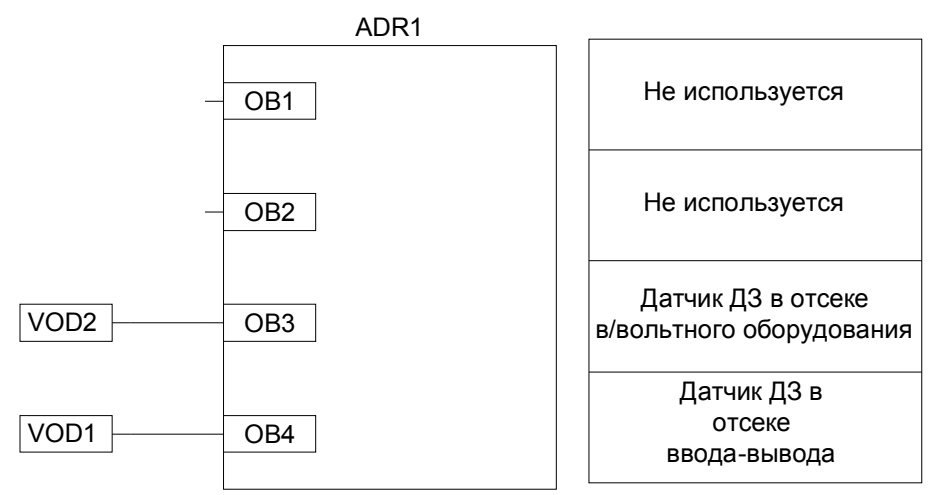 ADR1
OB1
Не используется
OB2
Не используется
VOD2
OB3
Датчик ДЗ в отсеке
в/вольтного оборудования
VOD1
OB4
Датчик ДЗ в
отсеке
ввода-вывода